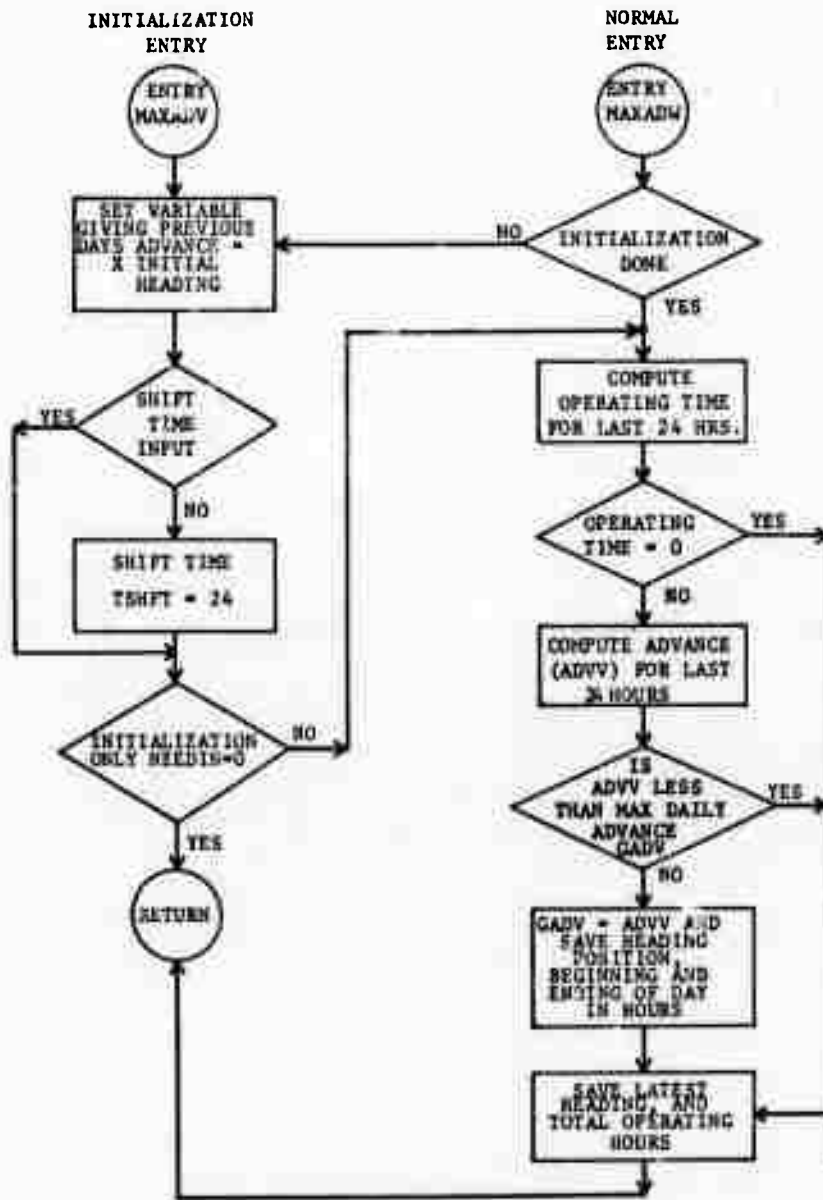 INITIALIZATION
ENTRY
ENTRY
MAXADV
SET VARIABLE
GIVING PREVIOUS
DAYS ADVANCE =
X INITIAL
HEADING
YES
SHIFT
TIME
INPUT
NO
SHIFT TIME
TSHFT = 24
INITIALIZATION
ONLY NEEDIN=0
NO
YES
RETURN
NORMAL
ENTRY
ENTRY
MAXADW
NO
INITIALIZATION
DONE
YES
COMPUTE
OPERATING TIME
FOR LAST 24 HRS.
OPERATING
TIME = 0
YES
NO
COMPUTE ADVANCE
(ADVV) FOR LAST
24 HOURS
IS
ADVV LESS
THAN MAX DAILY
ADVANCE
GADV
YES
NO
GADV = ADVV AND
SAVE HEADING
POSITION,
BEGINNING AND
ENDING OF DAY
IN HOURS
SAVE LATEST
HEADING, AND
TOTAL OPERATING
HOURS